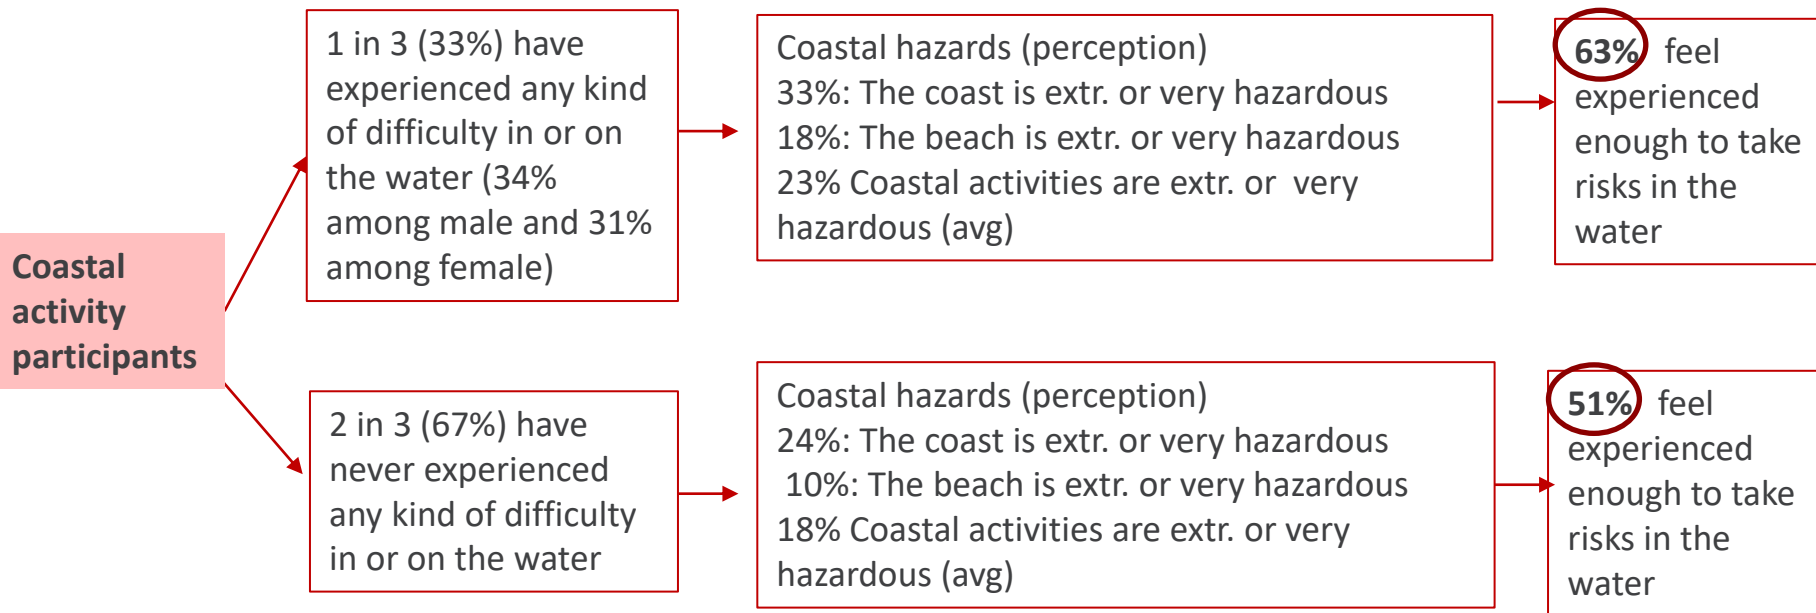 Coastal
activity
participants
1 in 3 (33%) have
experienced any kind
of difficulty in or on
the water (34%
among male and 31%
among female)
Coastal hazards (perception)
33%: The coast is extr. or very hazardous
18%: The beach is extr. or very hazardous
23% Coastal activities are extr. or very
hazardous (avg)
63% feel
experienced
enough to take
risks in the
water
2 in 3 (67%) have
never experienced
any kind of difficulty
in or on the water
Coastal hazards (perception)
24%: The coast is extr. or very hazardous
10%: The beach is extr. or very hazardous
18% Coastal activities are extr. or very
hazardous (avg)
51% feel
experienced
enough to take
risks in the
water